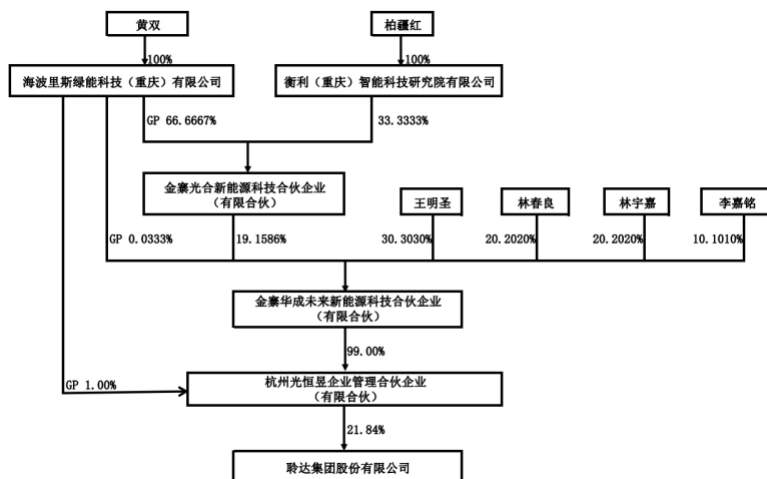 黄双
柏疆红
100%
100%
海波里斯绿能科技（重庆）有限公司
衡利（重庆）智能科技研究院有限公司
GP 66.6667%
33.3333%
金寨光合新能源科技合伙企业
（有限合伙）
王明圣
林春良
林宇嘉
李嘉铭
GP 0.0333%
19.1586%
30.3030%
20.2020%
20.2020%
10.1010%
金寨华成未来新能源科技合伙企业
（有限合伙）
99.00%
GP 1.00%
杭州光恒昱企业管理合伙企业
（有限合伙）
21.84%
聆达集团股份有限公司